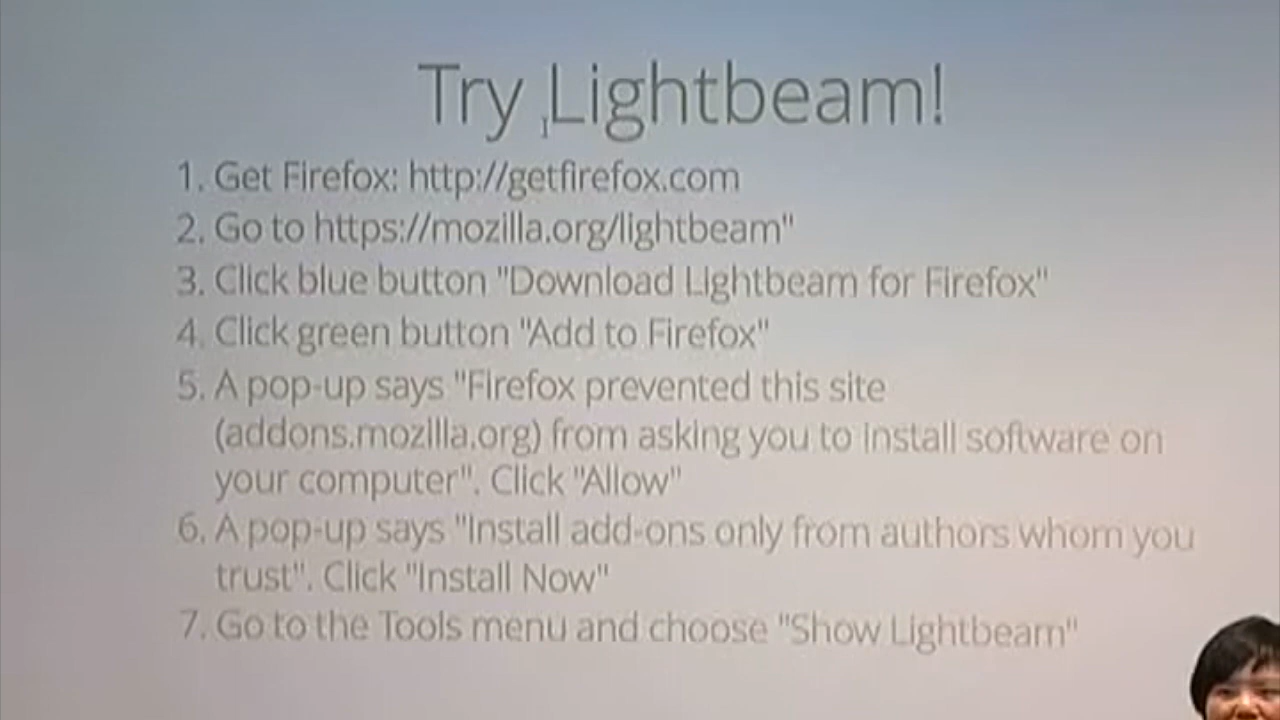 Try Lightbeam!
1. Get Firefox: http://getfirefox.com
2. Go to https://mozilla.org/lightbeam"
3. Click blue button "Download Lightbeam for Firefox"
4. Click green button "Add to Firefox"
5. A pop-up says "Firefox prevented this site
(addons.mozilla.org) from asking you to install software on
your computer". Click "Allow"
6. A pop-up says "Install add-ons only from authors whom you
trust". Click "Install Now"
7. Go to the Tools menu and choose "Show Lightbeam"